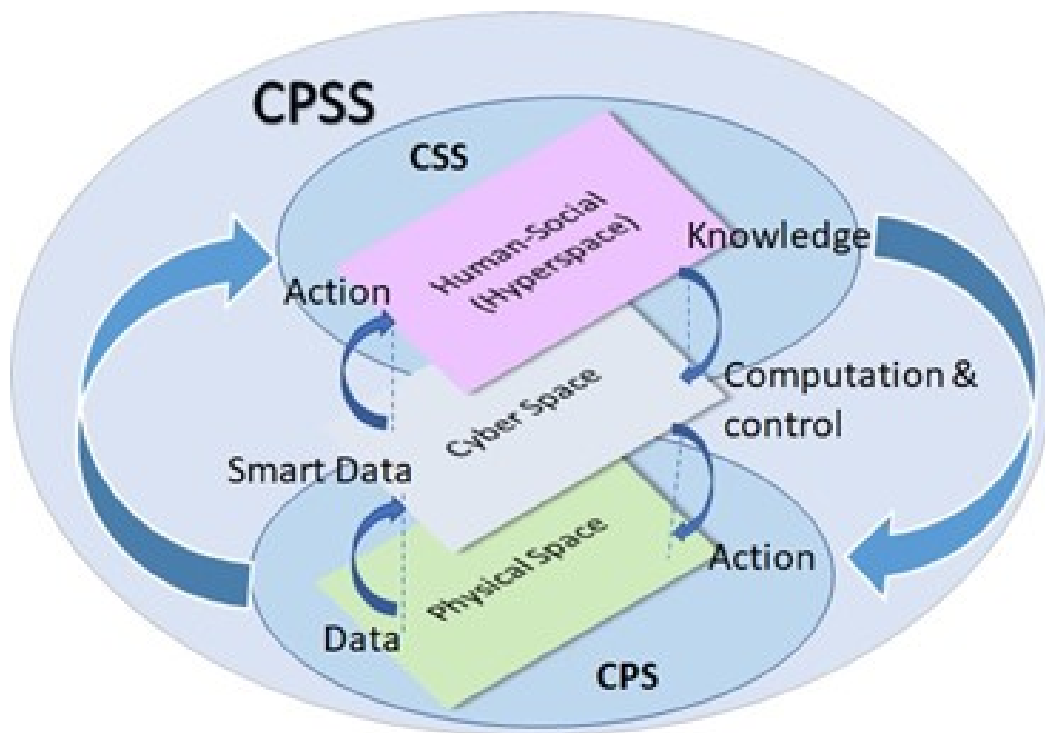 CPSS
CSS
Human-Social
(Hyperspace)
Knowledge
Action
Cyber Space
Computation &
control
Smart Data
Physical Space
Action
Data
CPS